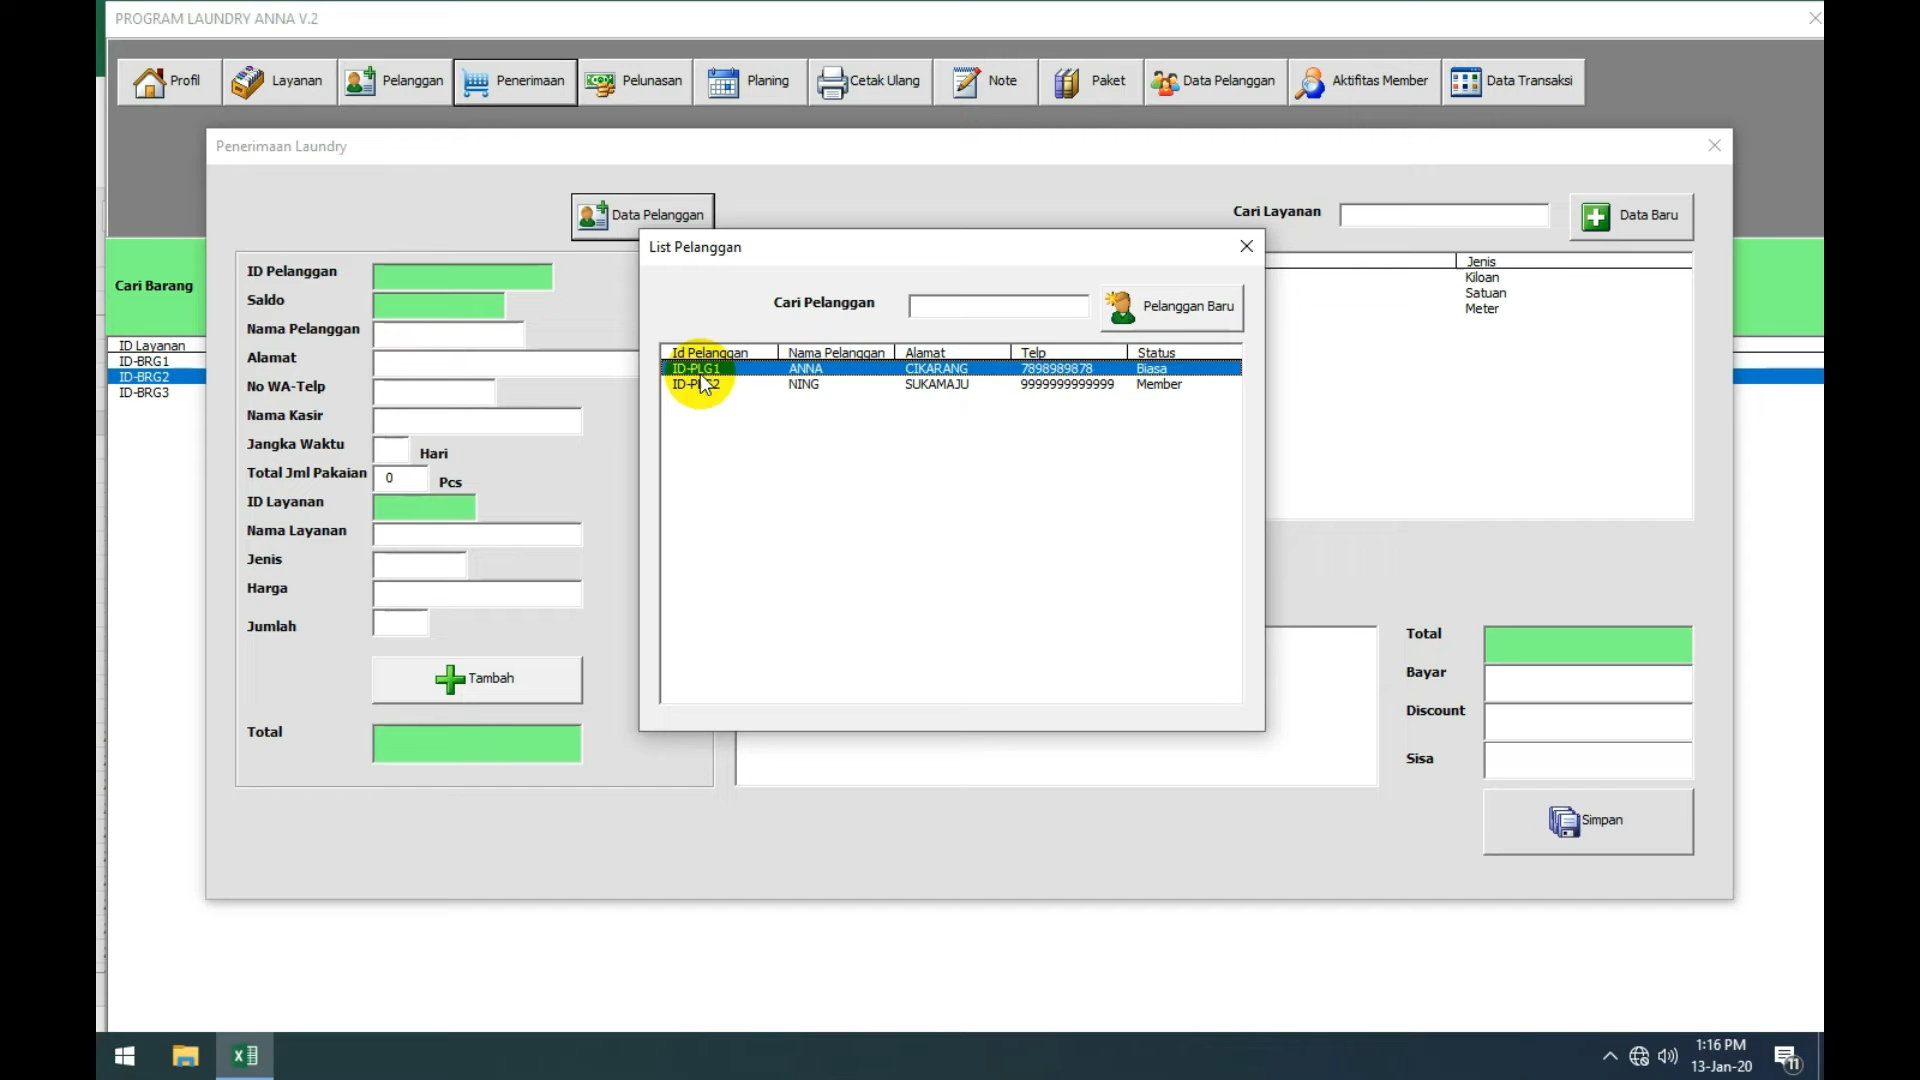 PROGRAM LAUNDRY ANNA V.2
Profil Layanan Pelanggan Penerimaan Pelunasan Planing Cetak Ulang Note Paket Data Pelanggan Aktifitas Member Data Transaksi
Penerimaan Laundry
Data Pelanggan
Cari Layanan
Data Baru
List Pelanggan
Cari Barang
ID Pelanggan
Saldo
Nama Pelanggan
Alamat
No WA-Telp
Nama Kasir
Jangka Waktu Hari
Total Jml Pakaian 0 Pcs
ID Layanan
Nama Layanan
Jenis
Harga
Jumlah
Tambah
Total
ID Layanan
ID-BRG1
ID-BRG2
ID-BRG3
Cari Pelanggan
Pelanggan Baru
Id Pelanggan Nama Pelanggan Alamat Telp Status
ID-PLG1 ANNA CIKARANG 7898989878 Biasa
ID-PLG2 NING SUKAMAJU 9999999999999 Member
Jenis
Kiloan
Satuan
Meter
Total
Bayar
Discount
Sisa
Simpan
1:16 PM
13-Jan-20
11